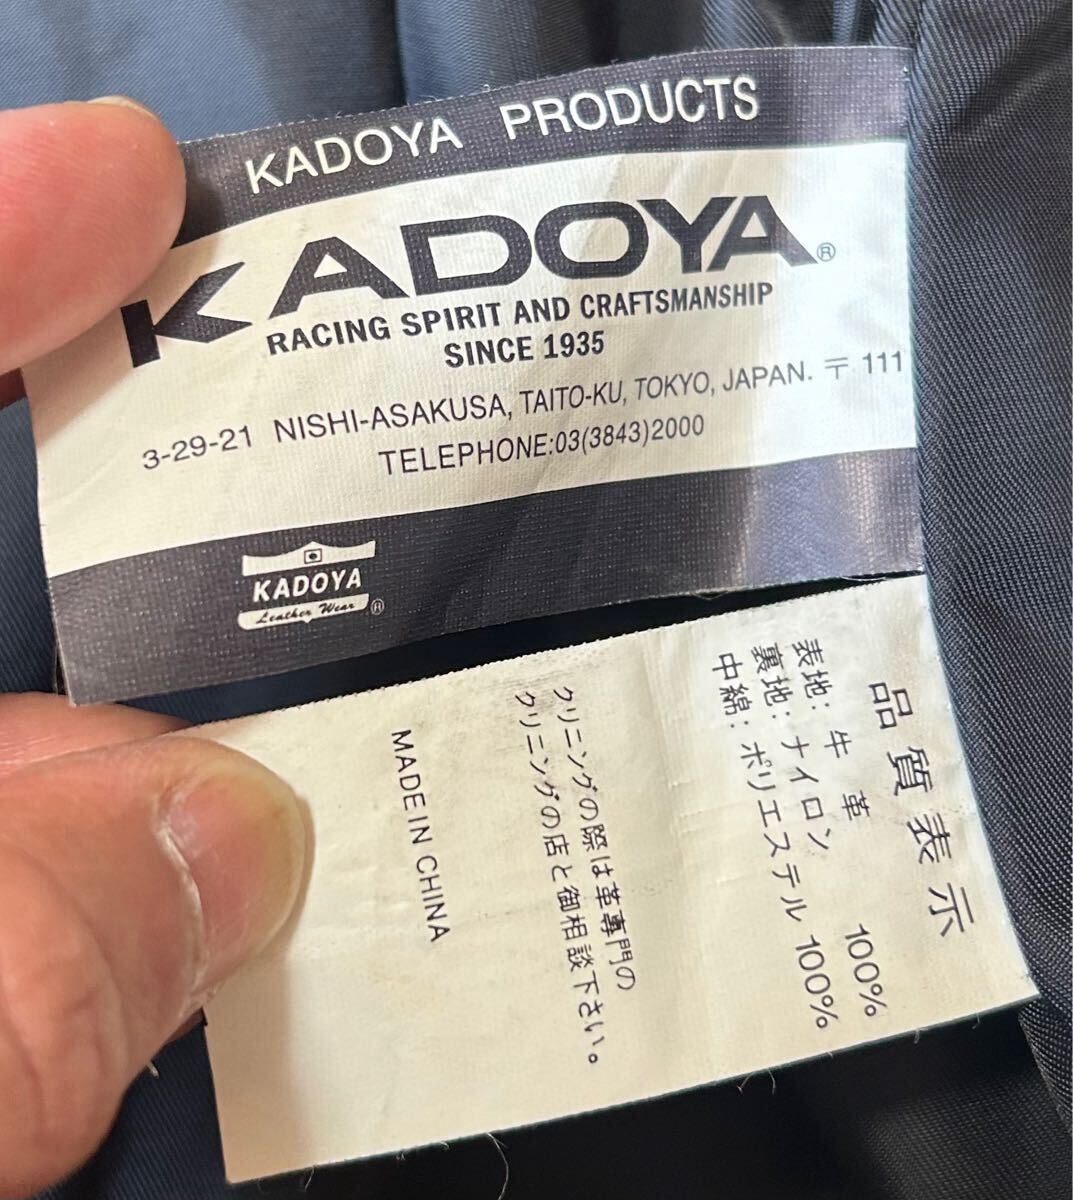 KADOYA PRODUCTS
KADOYA®
RACING SPIRIT AND CRAFTSMANSHIP
SINCE 1935
3-29-21 NISHI-ASAKUSA, TAITO-KU, TOKYO, JAPAN. 〒 111
TELEPHONE:03(3843)2000
KADOYA
Leather Wear ®
品質表示
表地: 牛 革
裏地: ナイロン 100%
中綿: ポリエステル 100%
クリニングの際は革專門の
クリニングの店と御相談下さい。
MADE IN CHINA